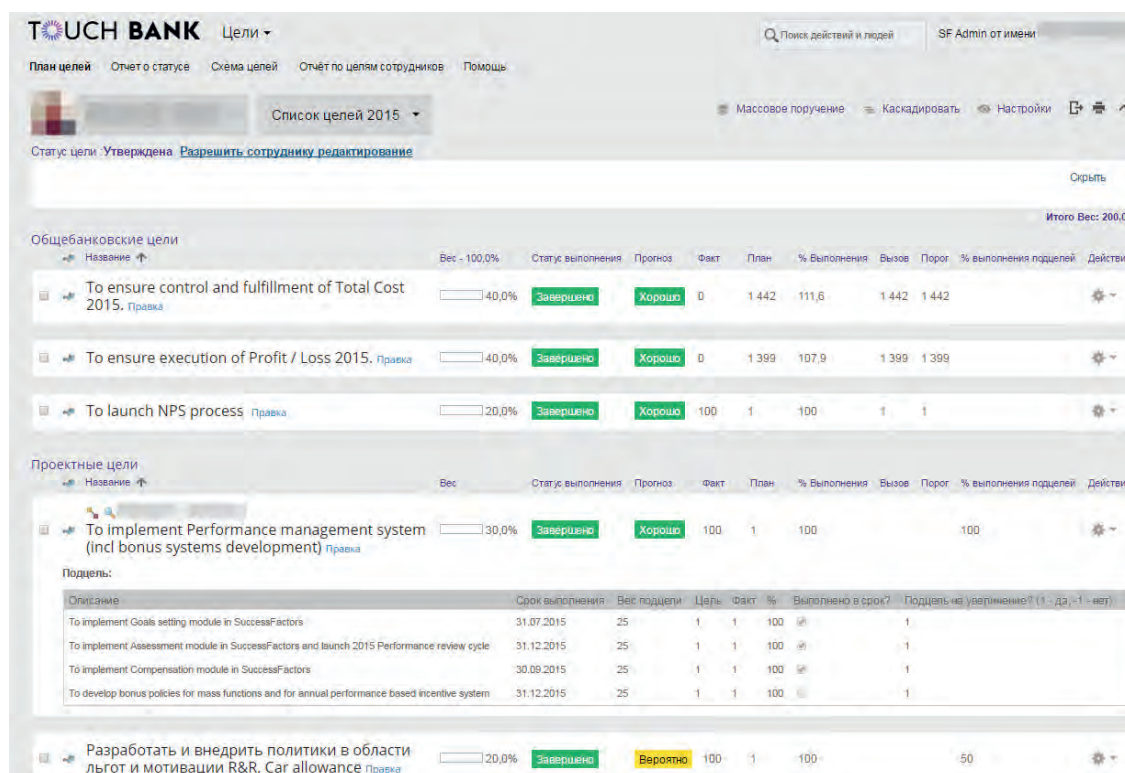 TOUCH BANK Цели
Поиск действий и людей
SF Admin от имени
План целей Отчет о статусе Схема целей Отчёт по целям сотрудников Помощь
Список целей 2015
Массовое поручение Каскадировать Настройки
Статус цели :Утверждена Разрешить сотруднику редактирование
Скрыть
Итого Вес: 200,0
Общебанковские цели
Название Вес - 100,0% Статус выполнения Прогноз Факт План % Выполнения Вызов Порог % выполнения подцелей Действи
To ensure control and fulfillment of Total Cost
2015. Правка
40,0% Завершено Хорошо 0 1 442 111,6 1 442 1 442
To ensure execution of Profit / Loss 2015. Правка 40,0% Завершено Хорошо 0 1 399 107,9 1 399 1 399
To launch NPS process Правка 20,0% Завершено Хорошо 100 1 100 1 1
Проектные цели
Название Вес Статус выполнения Прогноз Факт План % Выполнения Вызов Порог % выполнения подцелей Действи
To implement Performance management system
(incl bonus systems development) Правка
30,0% Завершено Хорошо 100 1 100 100
Подцель:
Описание Срок выполнения Вес подцели Цель Факт % Выполнено в срок? Подцель на увеличение? (1 - да, -1 - нет)
To implement Goals setting module in SuccessFactors 31.07.2015 25 1 1 100 1
To implement Assessment module in SuccessFactors and launch 2015 Performance review cycle 31.12.2015 25 1 1 100 1
To implement Compensation module in SuccessFactors 30.09.2015 25 1 1 100 1
To develop bonus policies for mass functions and for annual performance based incentive system 31.12.2015 25 1 1 100 1
Разработать и внедрить политики в области
льгот и мотивации R&R, Car allowance Правка
20,0% Завершено Вероятно 100 1 100 50